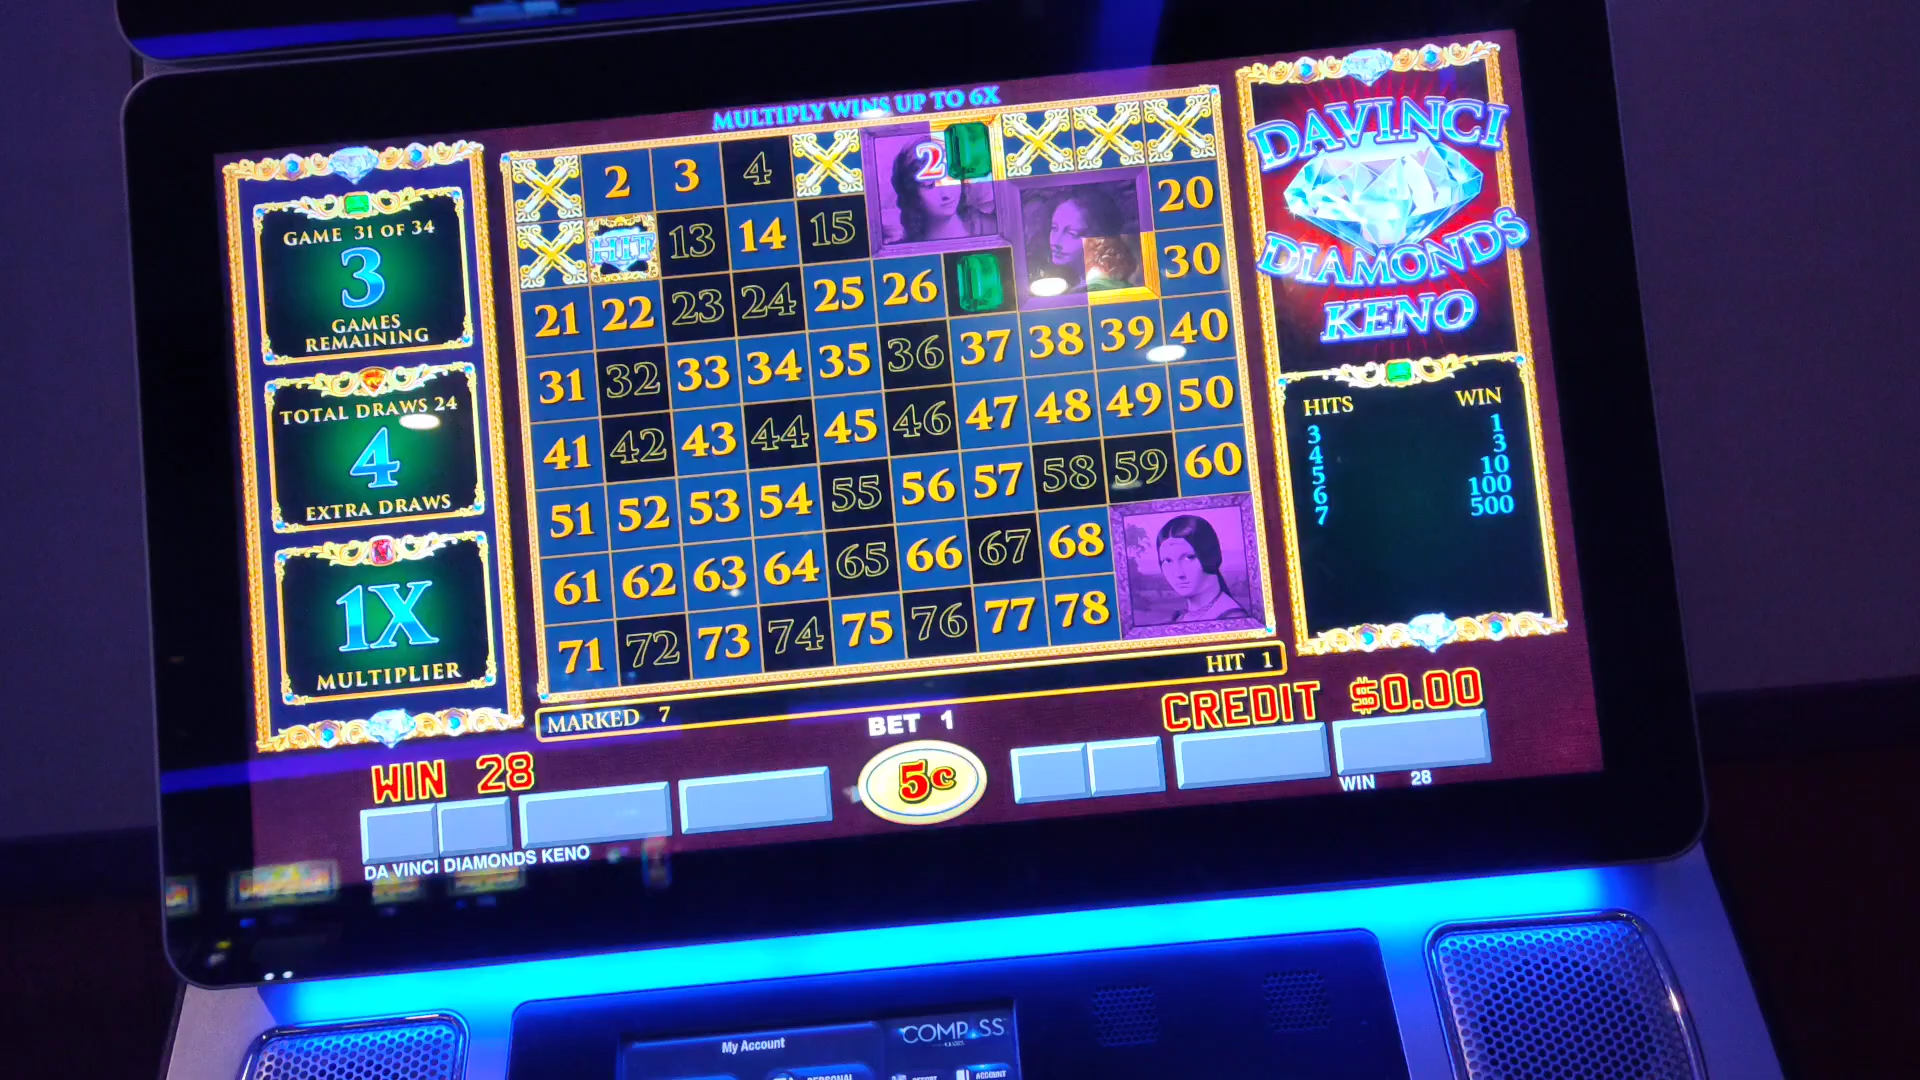 MULTIPLY WINS UP TO 6X
GAME 31 OF 34
3
GAMES
REMAINING
TOTAL DRAWS 24
4
EXTRA DRAWS
1X
MULTIPLIER
2 3 4 2
HIT 13 14 15 20
21 22 23 24 25 26 30
31 32 33 34 35 36 37 38 39 40
41 42 43 44 45 46 47 48 49 50
51 52 53 54 55 56 57 58 59 60
61 62 63 64 65 66 67 68
71 72 73 74 75 76 77 78
MARKED 7
HIT 1
DAVINCI
DIAMONDS
KENO
HITS WIN
3 1
4 3
5 10
6 100
7 500
WIN 28
BET 1
5¢
CREDIT $0.00
DA VINCI DIAMONDS KENO
WIN 28
My Account
PERSONAL
ACCOUNT